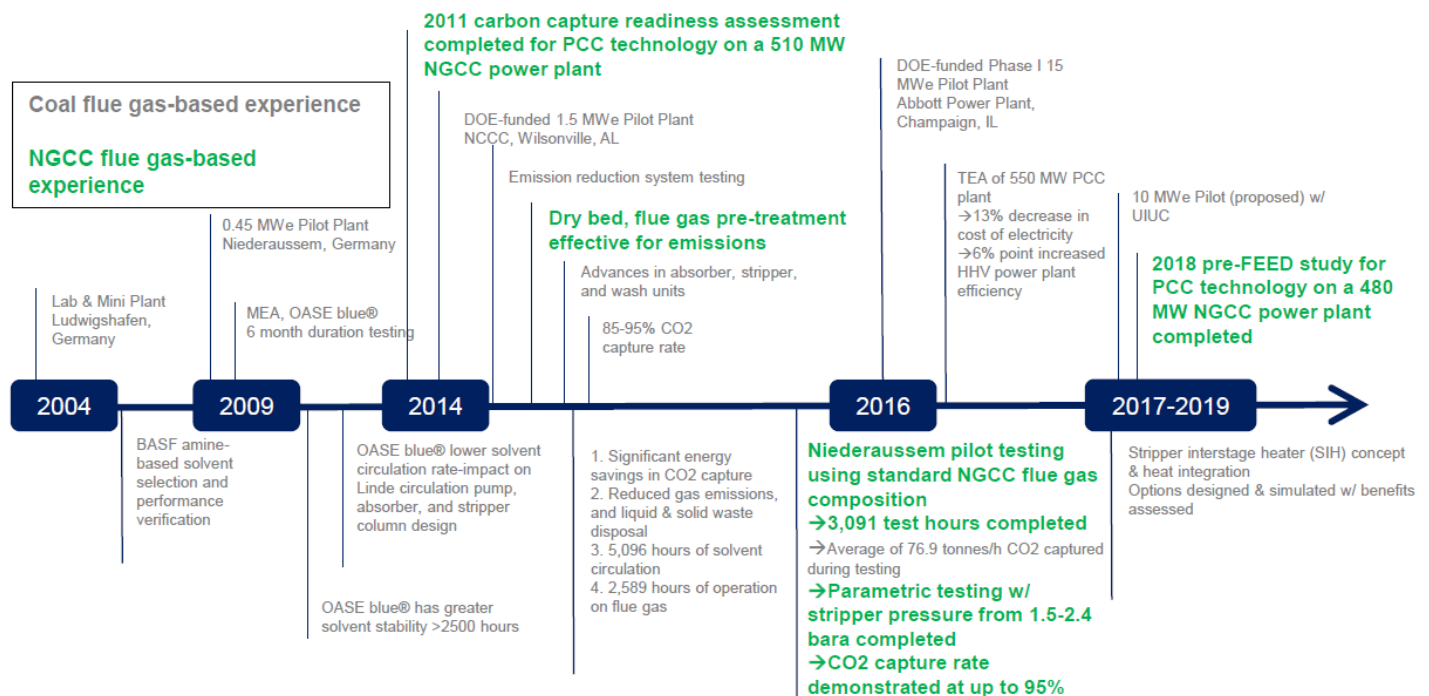 2011 carbon capture readiness assessment
completed for PCC technology on a 510 MW
NGCC power plant
Coal flue gas-based experience
NGCC flue gas-based
experience
DOE-funded 1.5 MWe Pilot Plant
NCCC, Wilsonville, AL
Emission reduction system testing
DOE-funded Phase I 15
MWe Pilot Plant
Abbott Power Plant,
Champaign, IL
0.45 MWe Pilot Plant
Niederaussem, Germany
Dry bed, flue gas pre-treatment
effective for emissions
TEA of 550 MW PCC
plant
→13% decrease in
cost of electricity
→6% point increased
HHV power plant
efficiency
10 MWe Pilot (proposed) w/
UIUC
2018 pre-FEED study for
PCC technology on a 480
MW NGCC power plant
completed
Lab & Mini Plant
Ludwigshafen,
Germany
MEA, OASE blue®
6 month duration testing
Advances in absorber, stripper,
and wash units
85-95% CO2
capture rate
2004
2009
2014
2016
2017-2019
BASF amine-
based solvent
selection and
performance
verification
OASE blue® lower solvent
circulation rate-impact on
Linde circulation pump,
absorber, and stripper
column design
OASE blue® has greater
solvent stability >2500 hours
1. Significant energy
savings in CO2 capture
2. Reduced gas emissions,
and liquid & solid waste
disposal
3. 5,096 hours of solvent
circulation
4. 2,589 hours of operation
on flue gas
Niederaussem pilot testing
using standard NGCC flue gas
composition
→3,091 test hours completed
→Average of 76.9 tonnes/h CO2 captured
during testing
→Parametric testing w/
stripper pressure from 1.5-2.4
bara completed
→CO2 capture rate
demonstrated at up to 95%
Stripper interstage heater (SIH) concept
& heat integration
Options designed & simulated w/ benefits
assessed